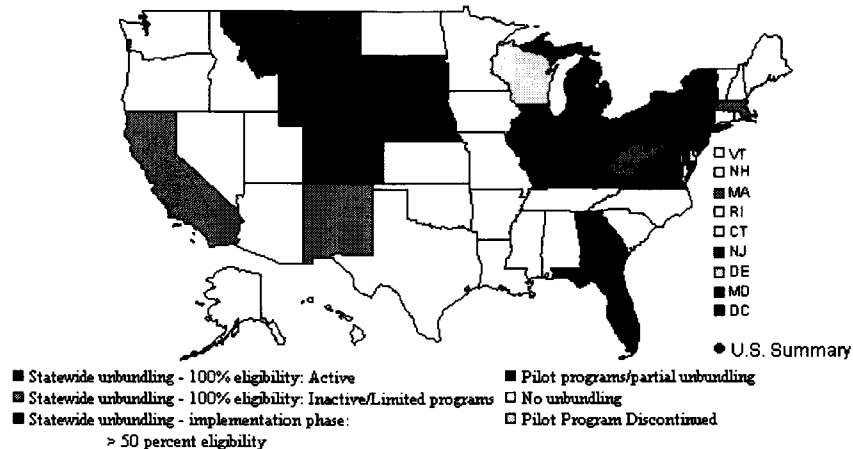 VT
NH
MA
RI
CT
NJ
DE
MD
DC
U.S. Summary
Statewide unbundling - 100% eligibility: Active
Pilot programs/partial unbundling
Statewide unbundling - 100% eligibility: Inactive/Limited programs
No unbundling
Statewide unbundling - implementation phase:
Pilot Program Discontinued
> 50 percent eligibility